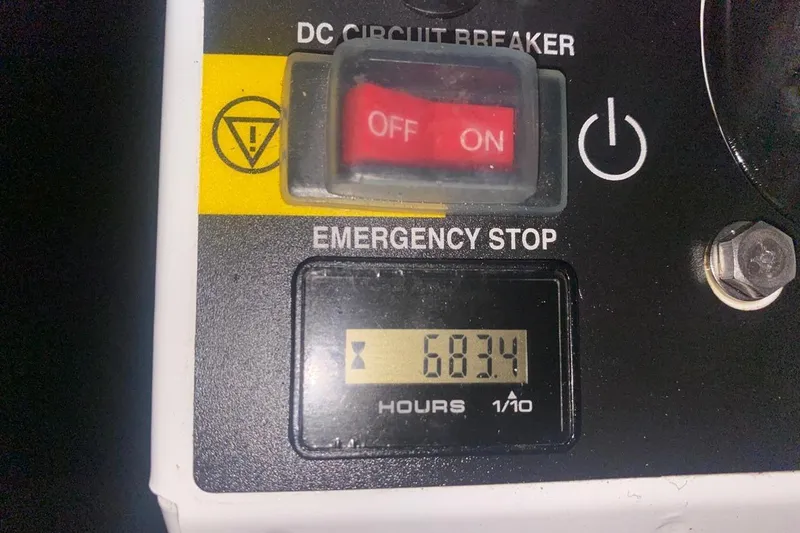 DC CIRCUIT BREAKER
OFF ON
EMERGENCY STOP
683.4
HOURS 1/10